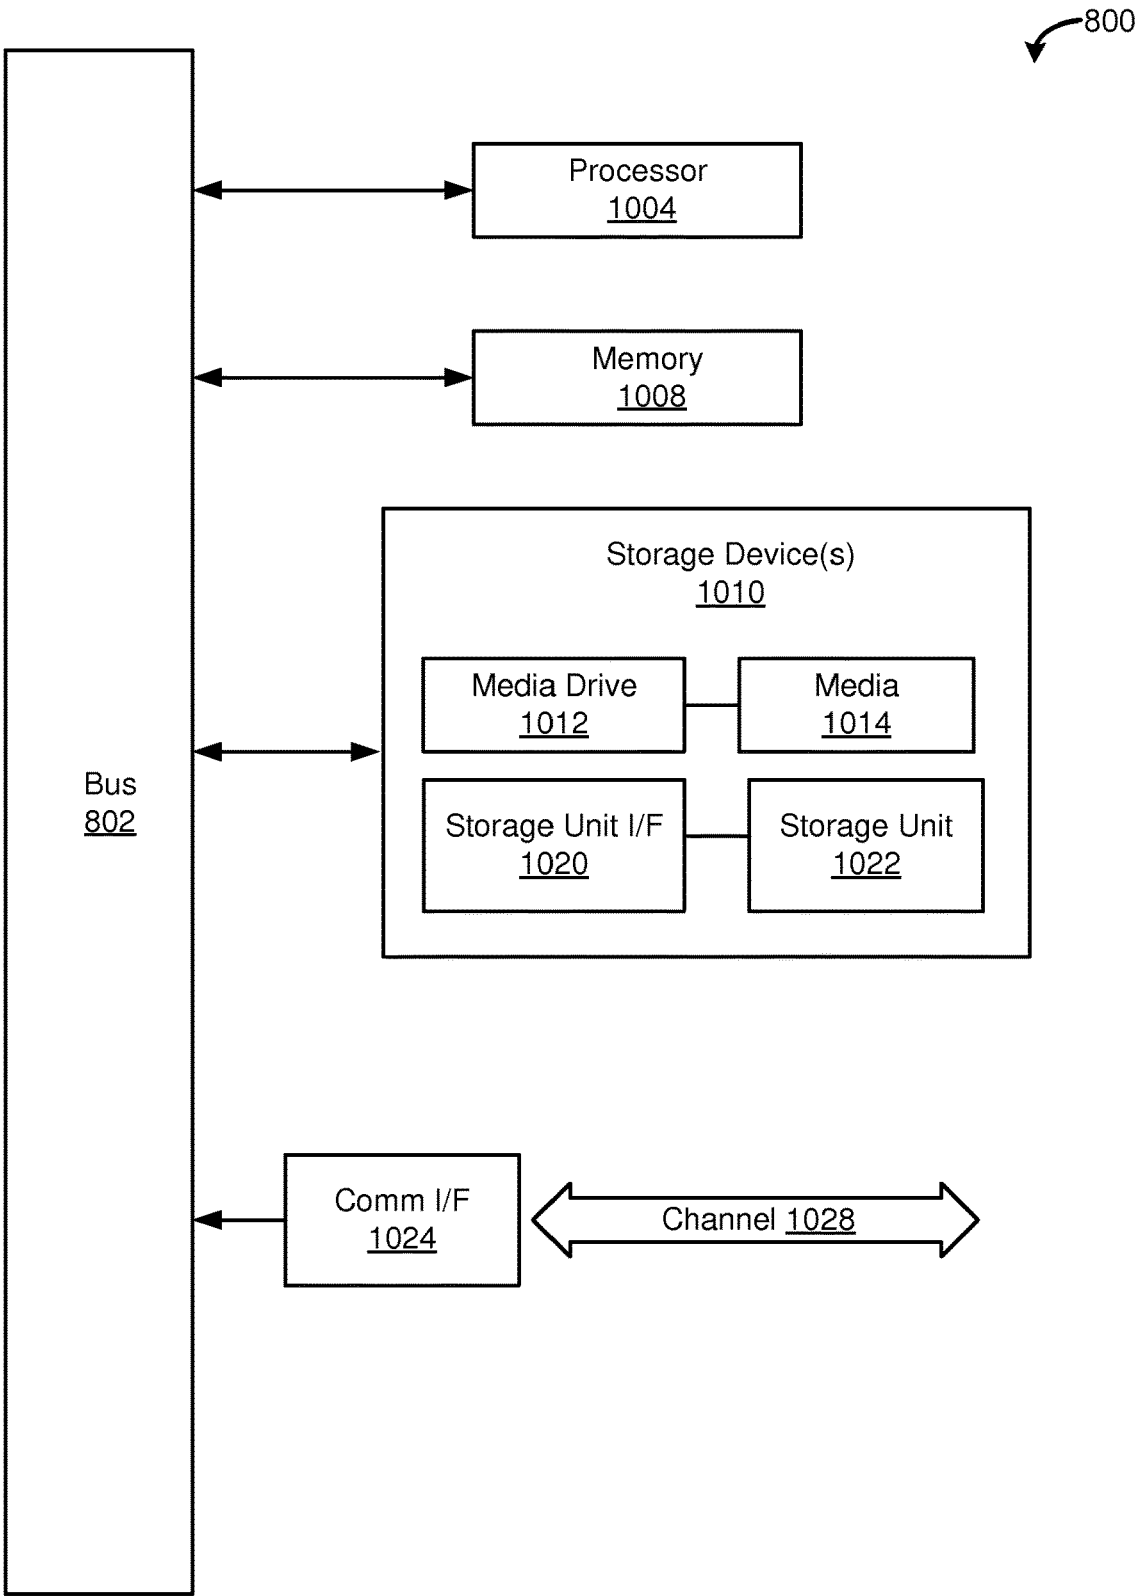 800
Processor
1004
Memory
1008
Storage Device(s)
1010
Media Drive
1012
Media
1014
Bus
802
Storage Unit I/F
1020
Storage Unit
1022
Comm I/F
1024
Channel 1028